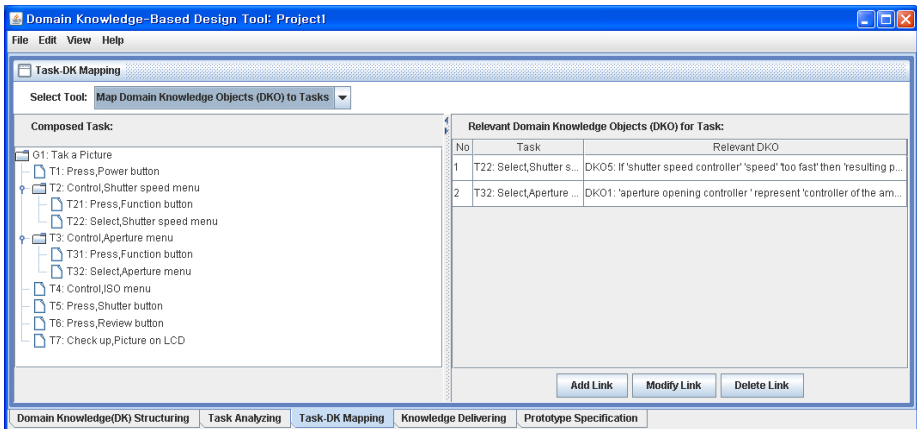 Domain Knowledge-Based Design Tool: Project1
File Edit View Help
Task-DK Mapping
Select Tool: Map Domain Knowledge Objects (DKO) to Tasks
Composed Task:
G1: Tak a Picture
T1: Press,Power button
T2: Control,Shutter speed menu
T21: Press,Function button
T22: Select,Shutter speed menu
T3: Control,Aperture menu
T31: Press,Function button
T32: Select,Aperture menu
T4: Control,ISO menu
T5: Press,Shutter button
T6: Press,Review button
T7: Check up,Picture on LCD
Relevant Domain Knowledge Objects (DKO) for Task:
No Task Relevant DKO
1 T22: Select,Shutter s... DKO5: If 'shutter speed controller' 'speed' 'too fast' then 'resulting p...
2 T32: Select,Aperture ... DKO1: 'aperture opening controller ' represent 'controller of the am...
Add Link Modify Link Delete Link
Domain Knowledge(DK) Structuring Task Analyzing Task-DK Mapping Knowledge Delivering Prototype Specification